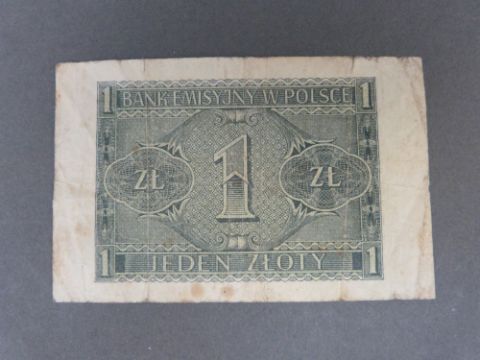 1 BANK EMISYJNY W POLSCE 1
ZŁ 1 ZŁ
1 JEDEN ZŁOTY 1